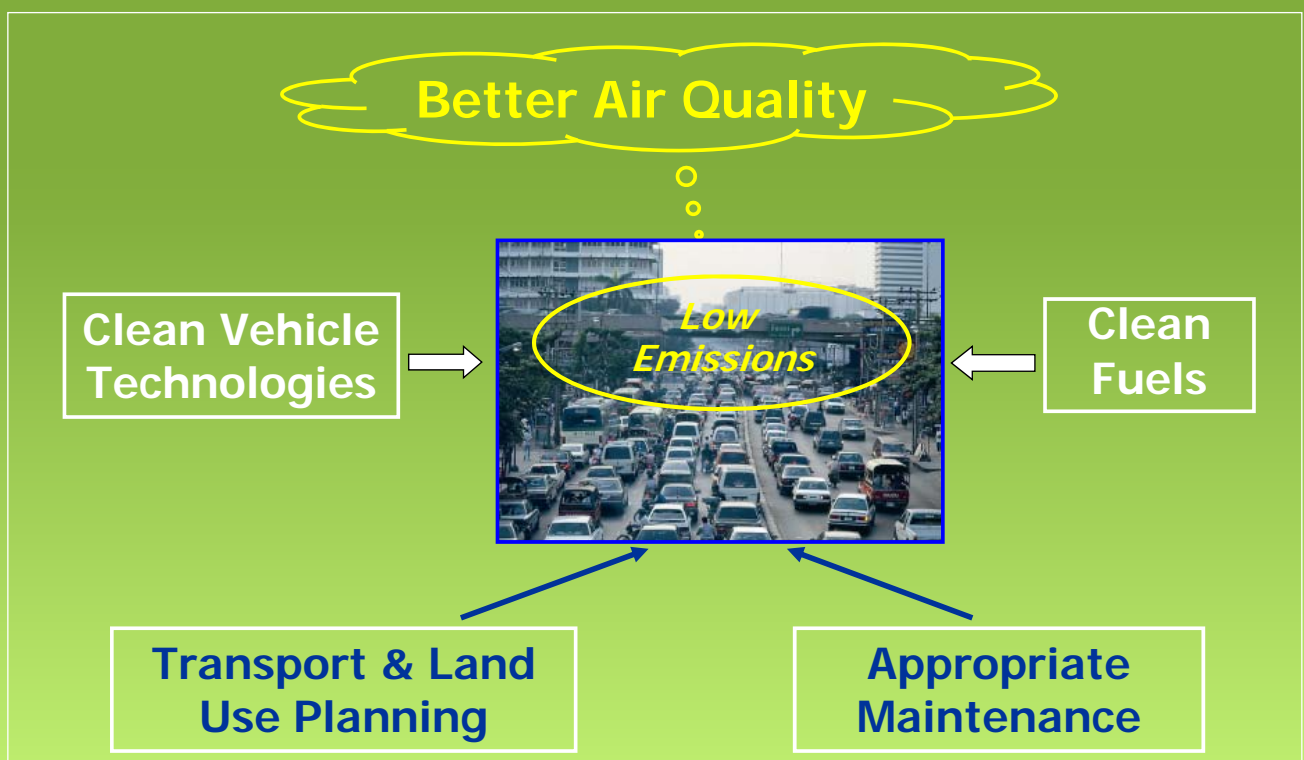 Better Air Quality
Low
Emissions
Clean Vehicle
Technologies
Clean
Fuels
Transport & Land
Use Planning
Appropriate
Maintenance